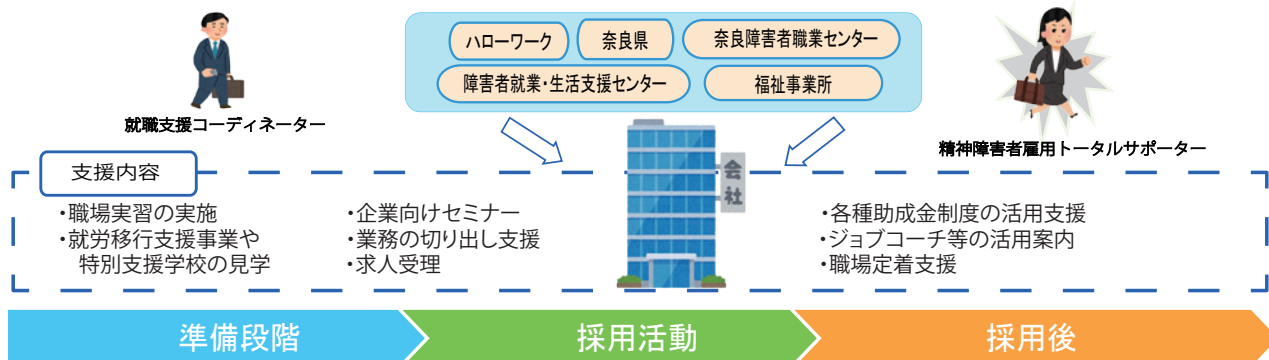 ハローワーク
奈良県
奈良障害者職業センター
障害者就業・生活支援センター
福祉事業所
就職支援コーディネーター
精神障害者雇用トータルサポーター
支援内容
会社
・職場実習の実施
・就労移行支援事業や
特別支援学校の見学
・企業向けセミナー
・業務の切り出し支援
・求人受理
・各種助成金制度の活用支援
・ジョブコーチ等の活用案内
・職場定着支援
準備段階
採用活動
採用後